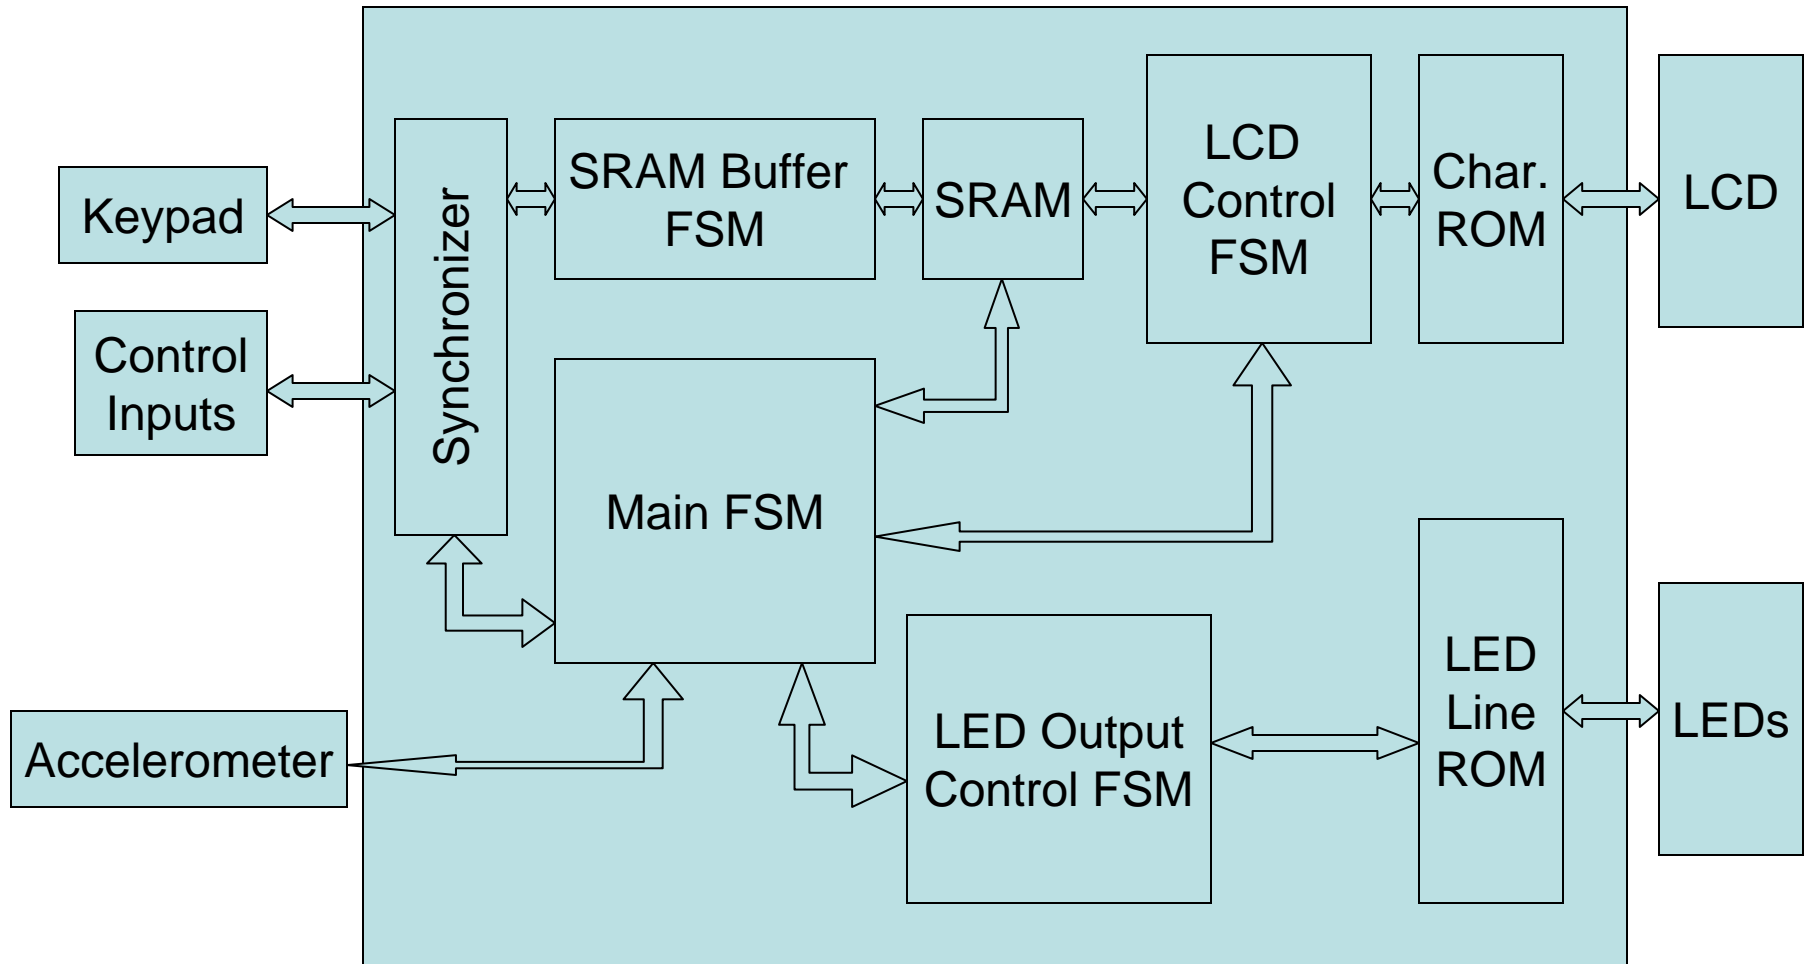 Keypad
Control
Inputs
Accelerometer
Synchronizer
SRAM Buffer
FSM
SRAM
LCD
Control
FSM
Char.
ROM
LCD
Main FSM
LED Output
Control FSM
LED
Line
ROM
LEDs